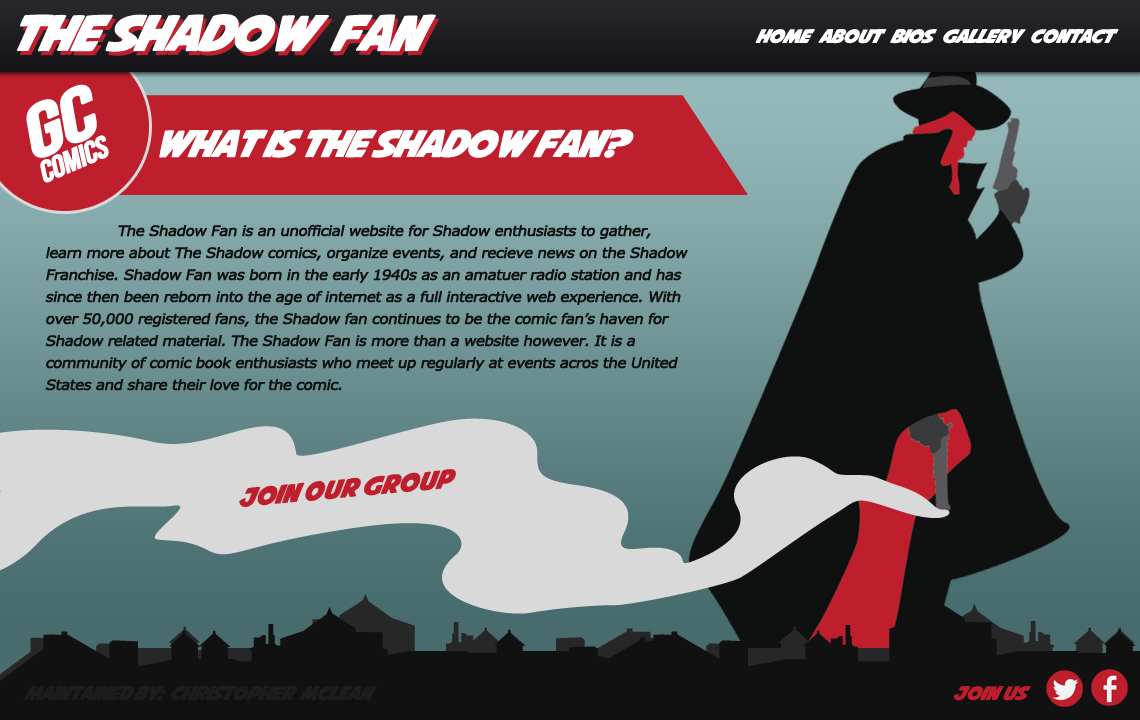 THE SHADOW FAN
HOME ABOUT BIOS GALLERY CONTACT
GC
COMICS
WHAT IS THE SHADOW FAN?
The Shadow Fan is an unofficial website for Shadow enthusiasts to gather,
learn more about The Shadow comics, organize events, and recieve news on the Shadow
Franchise. Shadow Fan was born in the early 1940s as an amatuer radio station and has
since then been reborn into the age of internet as a full interactive web experience. With
over 50,000 registered fans, the Shadow fan continues to be the comic fan’s haven for
Shadow related material. The Shadow Fan is more than a website however. It is a
community of comic book enthusiasts who meet up regularly at events acros the United
States and share their love for the comic.
JOIN OUR GROUP
MAINTAINED BY: CHRISTOPHER MCLEAN
JOIN US